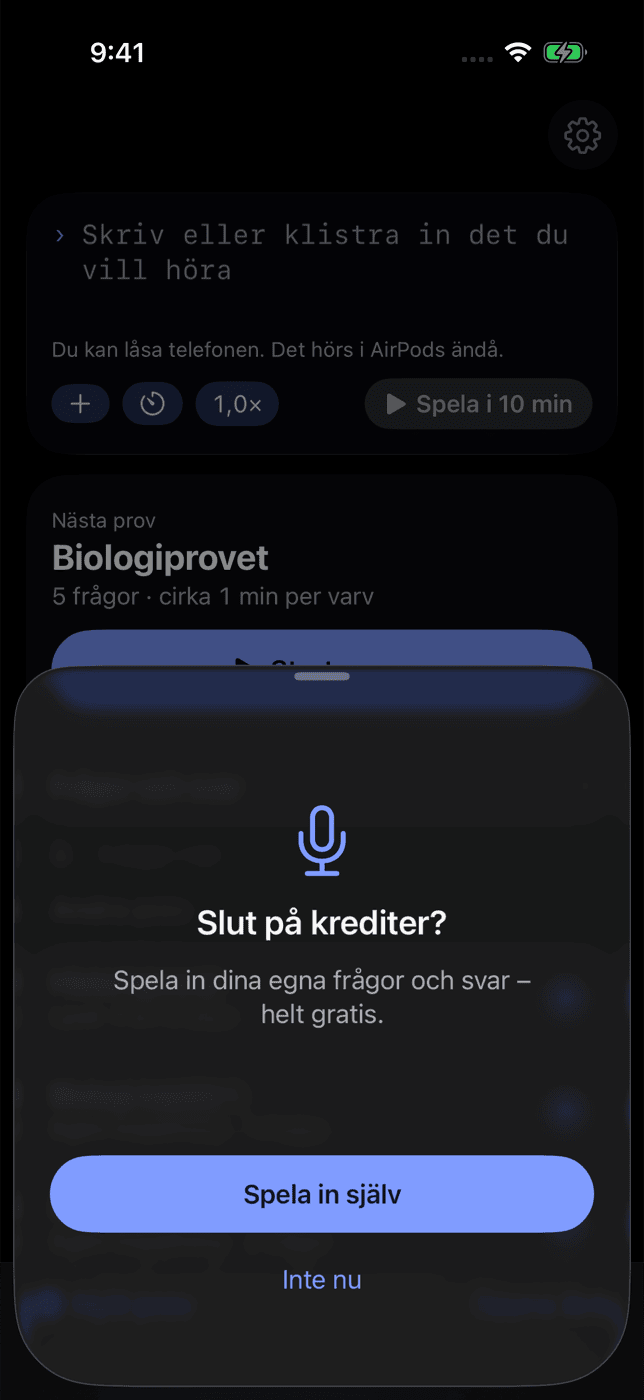 9:41
› Skriv eller klistra in det du
vill höra
Du kan låsa telefonen. Det hörs i AirPods ändå.
1,0×
Spela i 10 min
Nästa prov
Biologiprovet
5 frågor · cirka 1 min per varv
Slut på krediter?
Spela in dina egna frågor och svar –
helt gratis.
Spela in själv
Inte nu